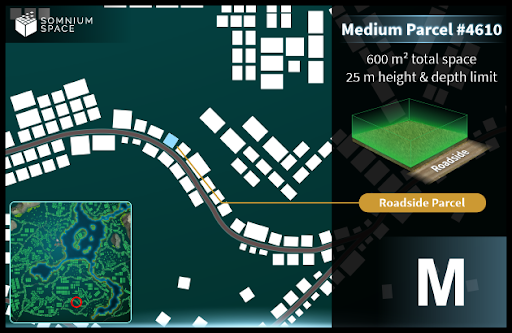 SOMNIUM
SPACE
Medium Parcel #4610
600 m² total space
25 m height & depth limit
Roadside
Roadside Parcel
M